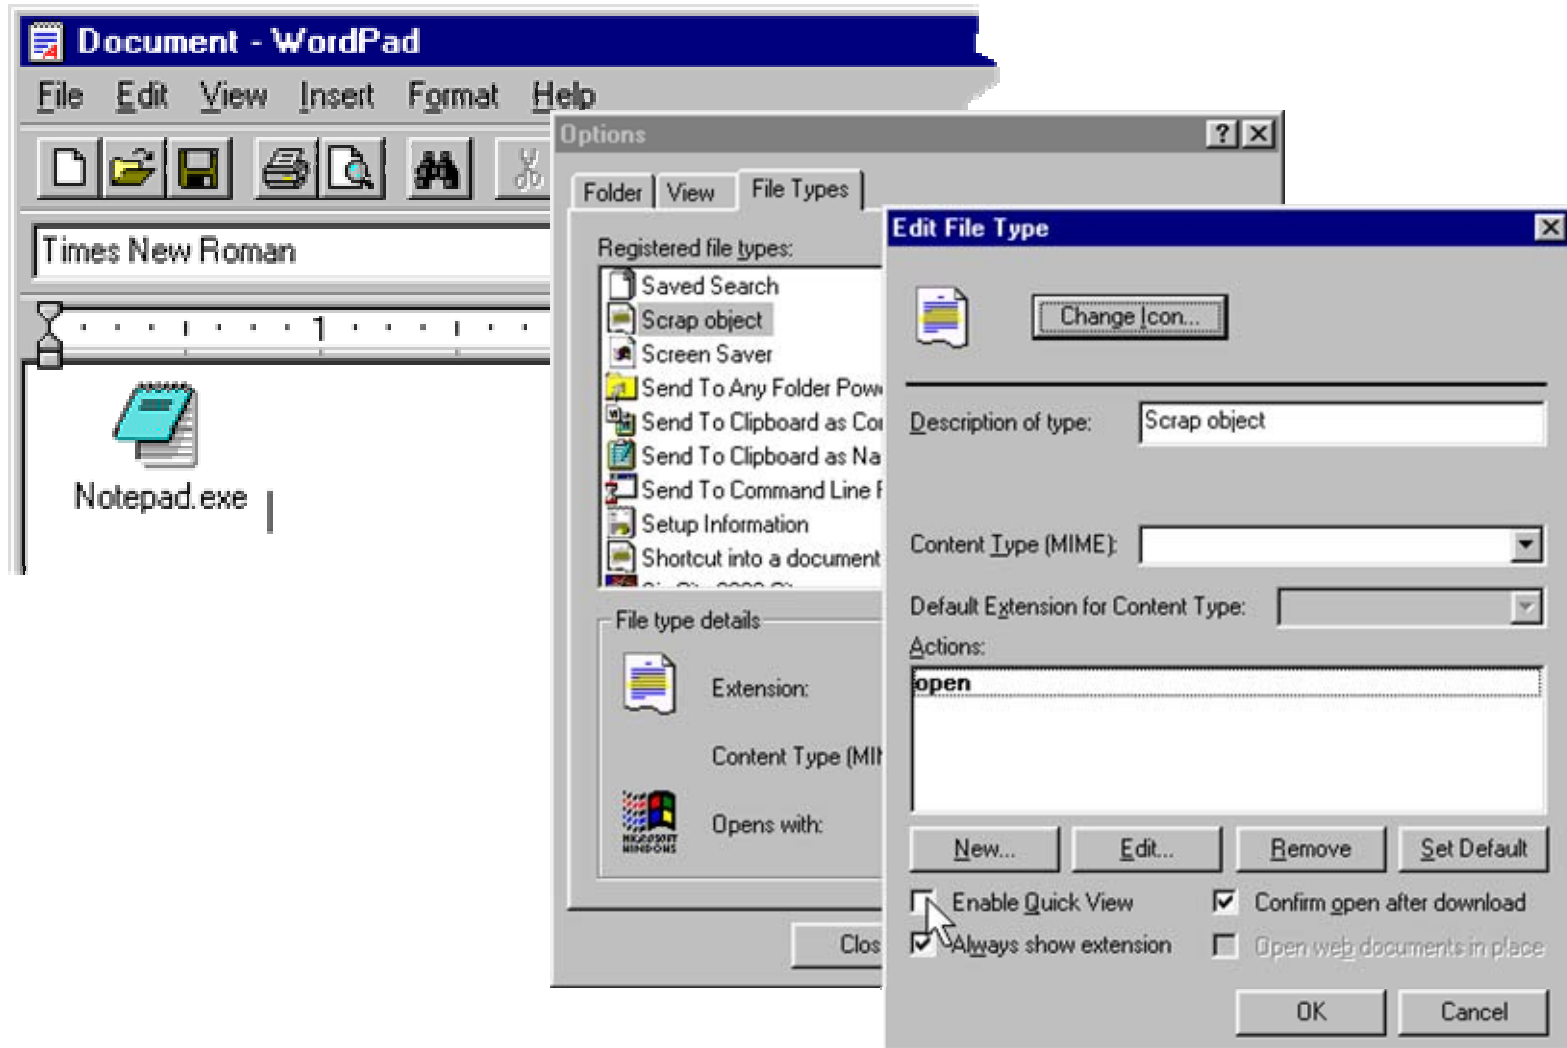 Document - WordPad
File Edit View Insert Format Help
Times New Roman
1
Notepad.exe
Options
Folder View File Types
Registered file types:
Saved Search
Scrap object
Screen Saver
Send To Any Folder Pow
Send To Clipboard as Co
Send To Clipboard as Na
Send To Command Line
Setup Information
Shortcut into a document
File type details
Extension:
Content Type (MI
MICROSOFT
WINDOWS
Opens with:
Clos
Edit File Type
Change Icon...
Description of type: Scrap object
Content Type (MIME):
Default Extension for Content Type:
Actions:
open
New... Edit... Remove Set Default
Enable Quick View Confirm open after download
Always show extension Open web documents in place
OK Cancel